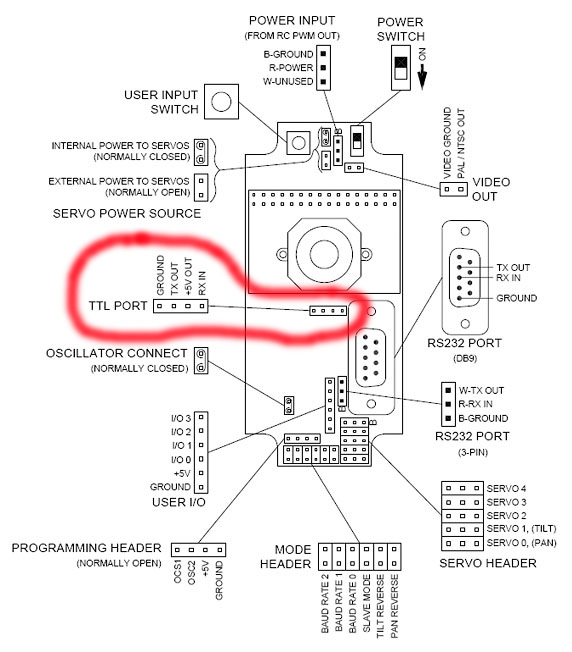 POWER INPUT
(FROM RC PWM OUT)
B-GROUND
R-POWER
W-UNUSED
POWER
SWITCH
ON
USER INPUT
SWITCH
INTERNAL POWER TO SERVOS
(NORMALLY CLOSED)
EXTERNAL POWER TO SERVOS
(NORMALLY OPEN)
SERVO POWER SOURCE
VIDEO GROUND
PAL / NTSC OUT
VIDEO
OUT
B
GROUND
TX OUT
+5V OUT
RX IN
TTL PORT
TX OUT
RX IN
GROUND
RS232 PORT
(DB9)
OSCILLATOR CONNECT
(NORMALLY CLOSED)
W-TX OUT
R-RX IN
B-GROUND
RS232 PORT
(3-PIN)
B
B
I/O 3
I/O 2
I/O 1
I/O 0
+5V
GROUND
USER I/O
SERVO 4
SERVO 3
SERVO 2
SERVO 1, (TILT)
SERVO 0, (PAN)
SERVO HEADER
PROGRAMMING HEADER
(NORMALLY OPEN)
OCS1
OSC2
+5V
GROUND
MODE
HEADER
BAUD RATE 2
BAUD RATE 1
BAUD RATE 0
SLAVE MODE
TILT REVERSE
PAN REVERSE